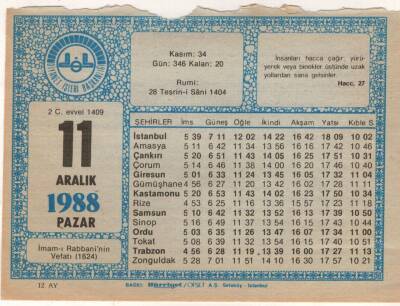 Kasım: 34
Gün: 346 Kalan: 20
Rumi:
28 Teşrin-i Sâni 1404
İnsanları hacca çağır; yürü-
yerek veya binekler üstünde uzak
yollardan sana gelsinler.
Hacc, 27
2 C. evvel 1409
11
ARALIK
1988
PAZAR
İmam-ı Rabbani'nin
Vefatı (1624)
12. AY
ŞEHİRLER İms Güneş Öğle İkindi Akşam Yatsı Kıble S.
İstanbul 5 39 7 11 12 02 14 22 16 42 18 09 10 02
Amasya 5 11 6 42 11 34 13 56 16 16 17 42 10 35
Çankırı 5 20 6 51 11 43 14 05 16 25 17 51 10 31
Çorum 5 14 6 46 11 38 14 00 16 20 17 46 10 40
Giresun 5 01 6 33 11 24 13 45 16 05 17 32 11 04
Gümüşhane 4 56 6 28 11 20 13 42 16 02 17 28
Kastamonu 5 20 6 53 11 43 14 02 16 22 17 50 10 34
Rize 4 53 6 26 11 16 13 36 15 57 17 23 11 18
Samsun 5 10 6 42 11 32 13 52 16 13 17 39 10 50
Sinop 5 16 6 49 11 37 13 54 16 15 17 43
Ordu 5 03 6 35 11 26 13 47 16 07 17 34 11 00
Tokat 5 08 6 39 11 32 13 54 16 14 17 40
Trabzon 4 56 6 28 11 19 13 39 16 00 17 27 11 13
Zonguldak 5 28 7 01 11 51 14 10 16 30 17 57 10 21
BASKI: Hürriyet/OFSET A.Ş. Sefaköy - İstanbul